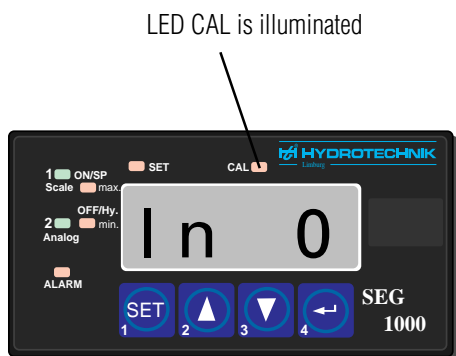 LED CAL is illuminated
HYDROTECHNIK
Limburg
SET
CAL
1 ON/SP
Scale max.
OFF/Hy.
2 min.
Analog
In 0
ALARM
SET
1 2 3 4
SEG
1000